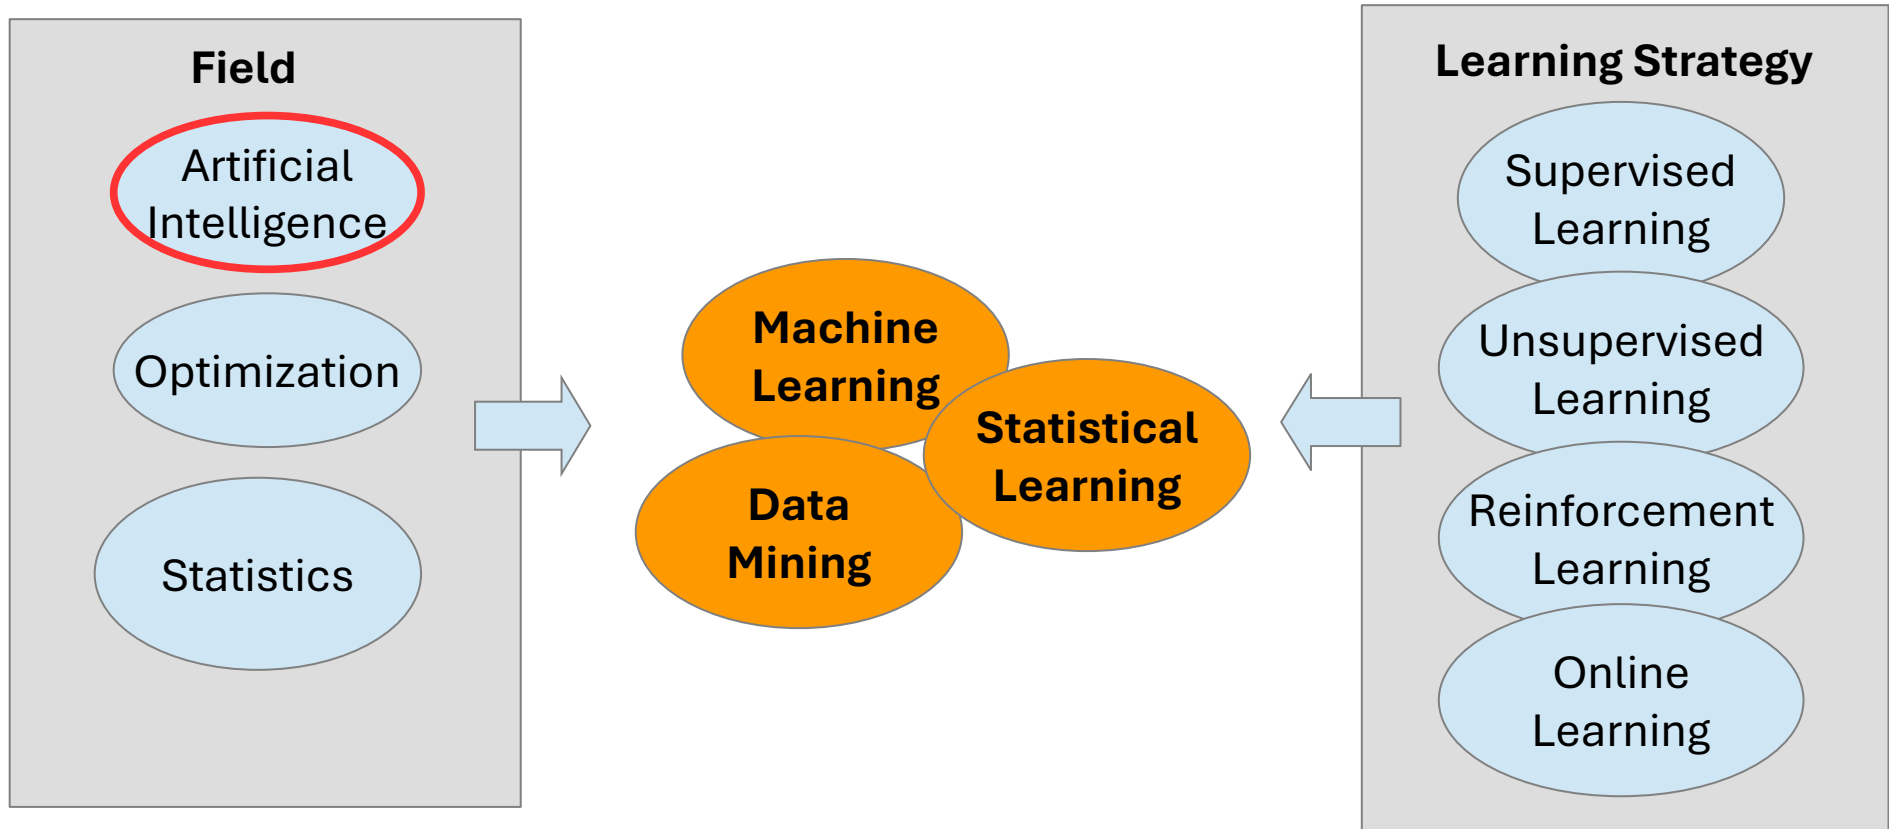 Field
Artificial
Intelligence
Optimization
Statistics
Machine
Learning
Statistical
Learning
Data
Mining
Learning Strategy
Supervised
Learning
Unsupervised
Learning
Reinforcement
Learning
Online
Learning